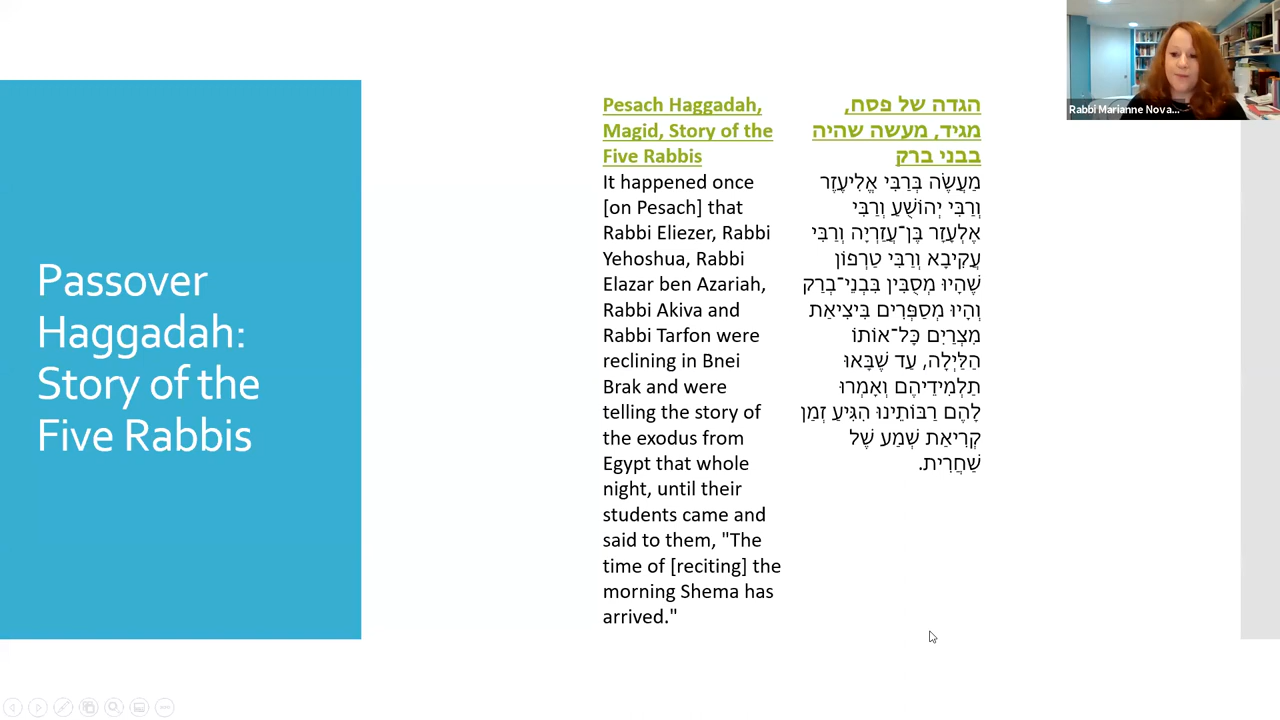 Passover
Haggadah:
Story of the
Five Rabbis
Pesach Haggadah,
Magid, Story of the
Five Rabbis
It happened once
[on Pesach] that
Rabbi Eliezer, Rabbi
Yehoshua, Rabbi
Elazar ben Azariah,
Rabbi Akiva and
Rabbi Tarfon were
reclining in Bnei
Brak and were
telling the story of
the exodus from
Egypt that whole
night, until their
students came and
said to them, "The
time of [reciting] the
morning Shema has
arrived."
הגדה של פסח,
מגיד, מעשה שהיה
בבני ברק
מַעֲשֶׂה בְּרַבִּי אֱלִיעֶזֶר
וְרַבִּי יְהוֹשֻׁעַ וְרַבִּי
אֶלְעָזָר בֶּן־עֲזַרְיָה וְרַבִּי
עֲקִיבָא וְרַבִּי טַרְפוֹן
שֶׁהָיוּ מְסֻבִּין בִּבְנֵי־בְרַק
וְהָיוּ מְסַפְּרִים בִּיצִיאַת
מִצְרַיִם כָּל־אוֹתוֹ
הַלַּיְלָה, עַד שֶׁבָּאוּ
תַלְמִידֵיהֶם וְאָמְרוּ
לָהֶם רַבּוֹתֵינוּ הִגִּיעַ זְמַן
קְרִיאַת שְׁמַע שֶׁל
שַׁחֲרִית.
Rabbi Marianne Nova...